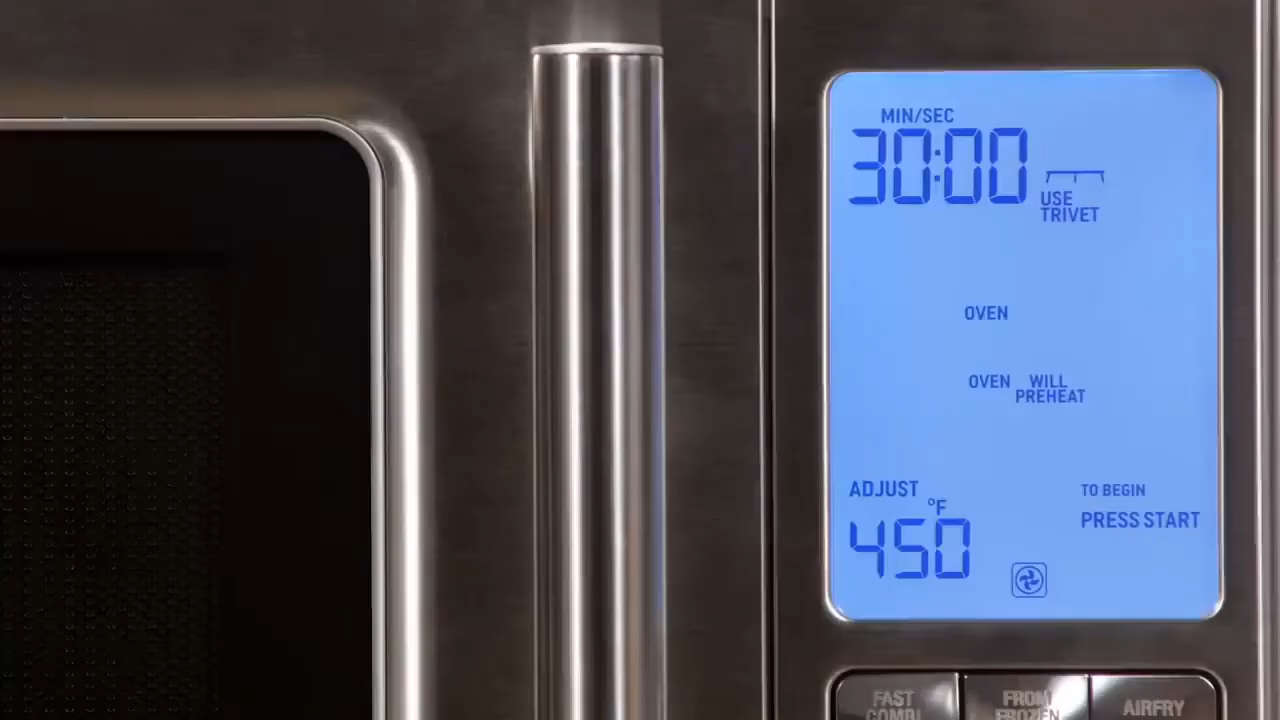 MIN/SEC
30:00
USE
TRIVET
OVEN
OVEN WILL
PREHEAT
ADJUST
°F
450
TO BEGIN
PRESS START
FAST
COMBI
FROM
FROZEN
AIRFRY